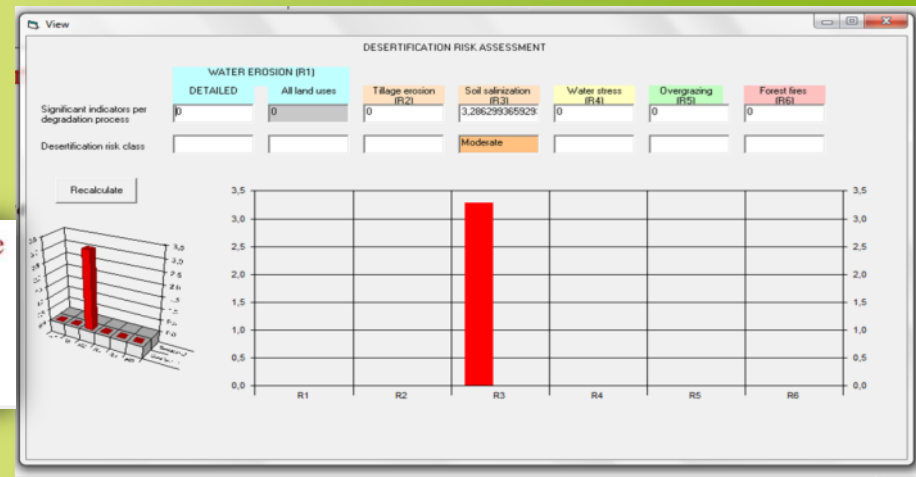 View
DESERTIFICATION RISK ASSESSMENT
WATER EROSION (R1)
DETAILED All land uses Tillage erosion (R2) Soil salinization (R3) Water stress (R4) Overgrazing (R5) Forest fires (R6)
Significant indicators per
degradation process
0 0 0 3,286299365929 0 0 0
Desertification risk class Moderate
Recalculate
3,5 3,5
3,0 3,0
2,5 2,5
2,0 2,0
1,5 1,5
1,0 1,0
0,5 0,5
0,0 0,0
R1 R2 R3 R4 R5 R6
e